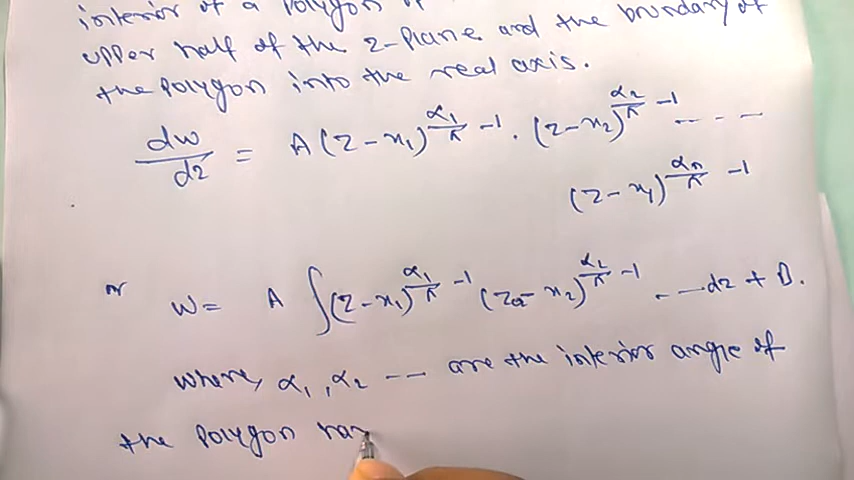 interior of a Polygon of
upper half of the z-plane and the boundary of
the Polygon into the real axis.
dw/dz = A(z-x₁)^(α₁/π -1) . (z-x₂)^(α₂/π -1) - - - -
(z-x₁)^(αn/π -1)
or w = A ∫(z-x₁)^(α₁/π -1) (z - x₂)^(α₂/π -1) - - - dz + B.
where, α₁, α₂ -- are the interior angle of
the Polygon